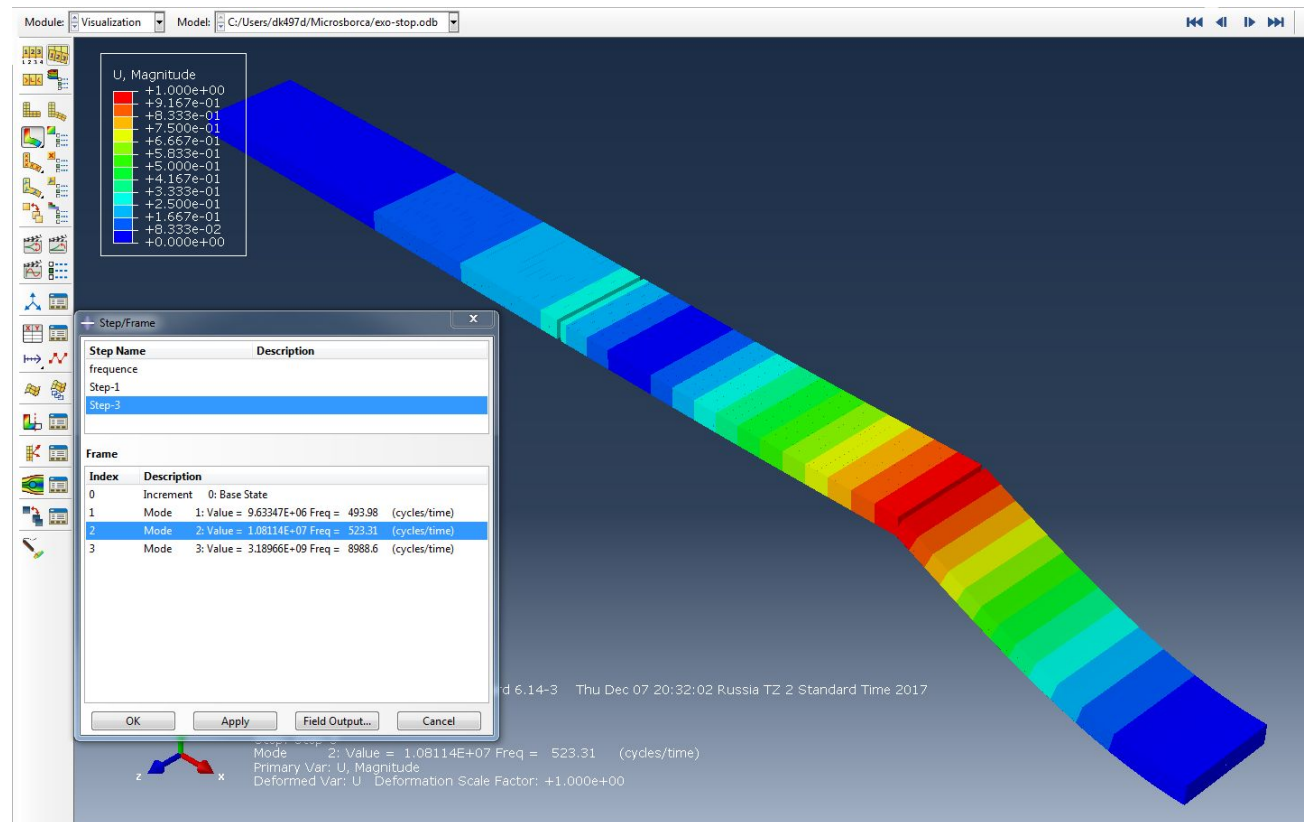 Module: Visualization Model: C:/Users/dk497d/Microsborca/exo-stop.odb
U, Magnitude
+1.000e+00
+9.167e-01
+8.333e-01
+7.500e-01
+6.667e-01
+5.833e-01
+5.000e-01
+4.167e-01
+3.333e-01
+2.500e-01
+1.667e-01
+8.333e-02
+0.000e+00
Step/Frame
Step Name Description
frequence
Step-1
Step-3
Frame
Index Description
0 Increment 0: Base State
1 Mode 1: Value = 9.63347E+06 Freq = 493.98 (cycles/time)
2 Mode 2: Value = 1.08114E+07 Freq = 523.31 (cycles/time)
3 Mode 3: Value = 3.18966E+09 Freq = 8988.6 (cycles/time)
OK Apply Field Output... Cancel
rd 6.14-3 Thu Dec 07 20:32:02 Russia TZ 2 Standard Time 2017
Mode 2: Value = 1.08114E+07 Freq = 523.31 (cycles/time)
Primary Var: U, Magnitude
Deformed Var: U Deformation Scale Factor: +1.000e+00
z x